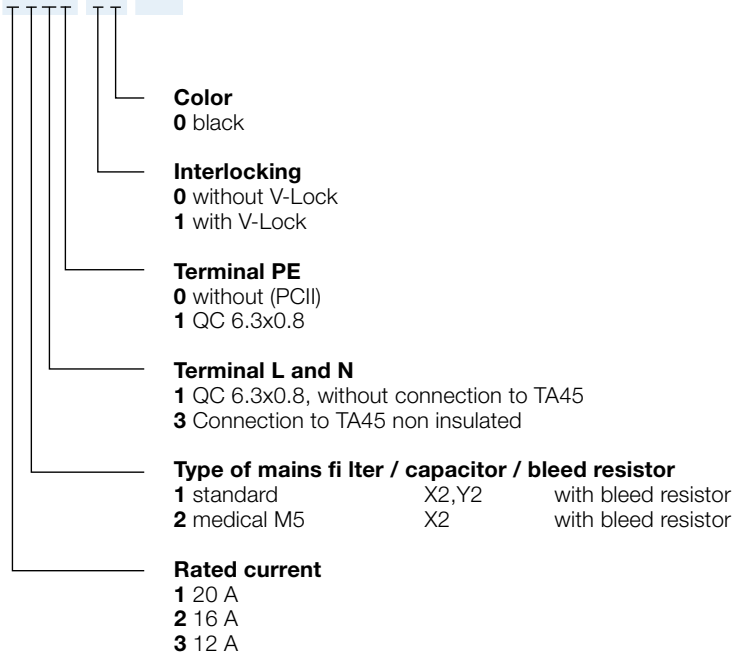 Color
0 black
Interlocking
0 without V-Lock
1 with V-Lock
Terminal PE
0 without (PCII)
1 QC 6.3x0.8
Terminal L and N
1 QC 6.3x0.8, without connection to TA45
3 Connection to TA45 non insulated
Type of mains fi lter / capacitor / bleed resistor
1 standard X2,Y2 with bleed resistor
2 medical M5 X2 with bleed resistor
Rated current
1 20 A
2 16 A
3 12 A